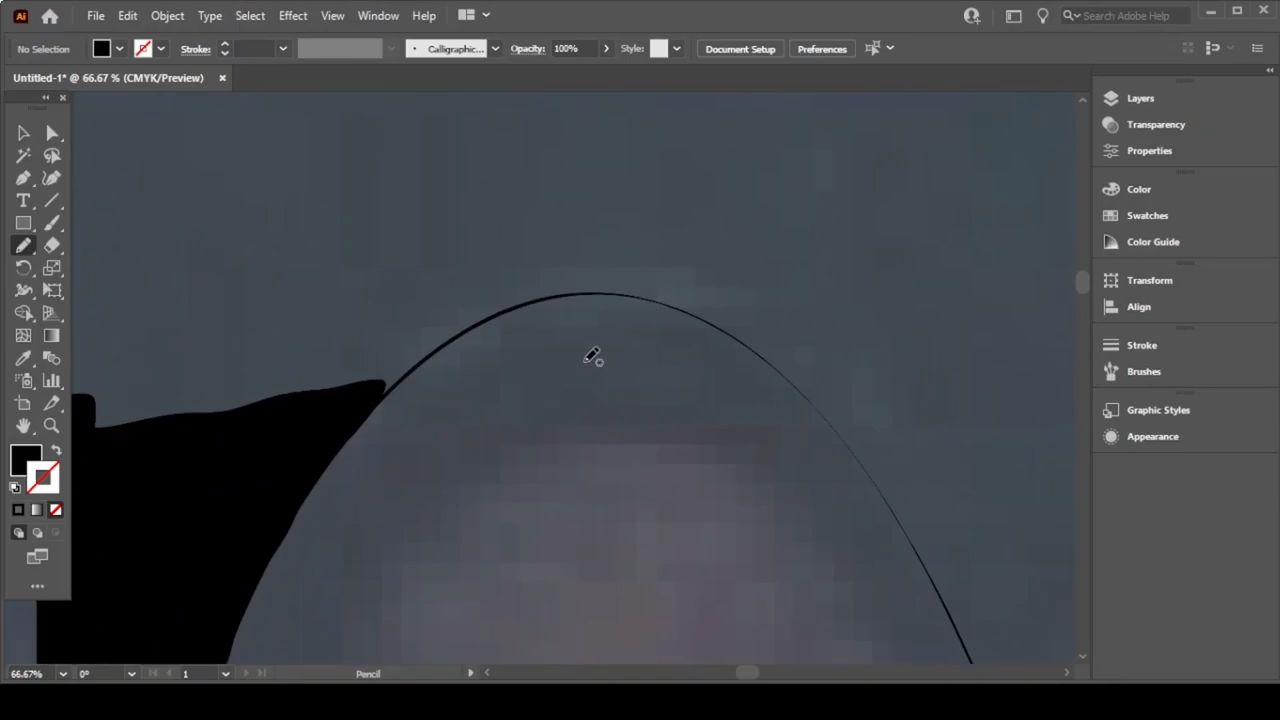 Ai File Edit Object Type Select Effect View Window Help Search Adobe Help
No Selection Stroke: Calligraphic... Opacity: 100% Style: Document Setup Preferences
Untitled-1* @ 66.67 % (CMYK/Preview)
Layers
Transparency
Properties
Color
Swatches
Color Guide
Transform
Align
Stroke
Brushes
Graphic Styles
Appearance
66.67% 0° 1 Pencil